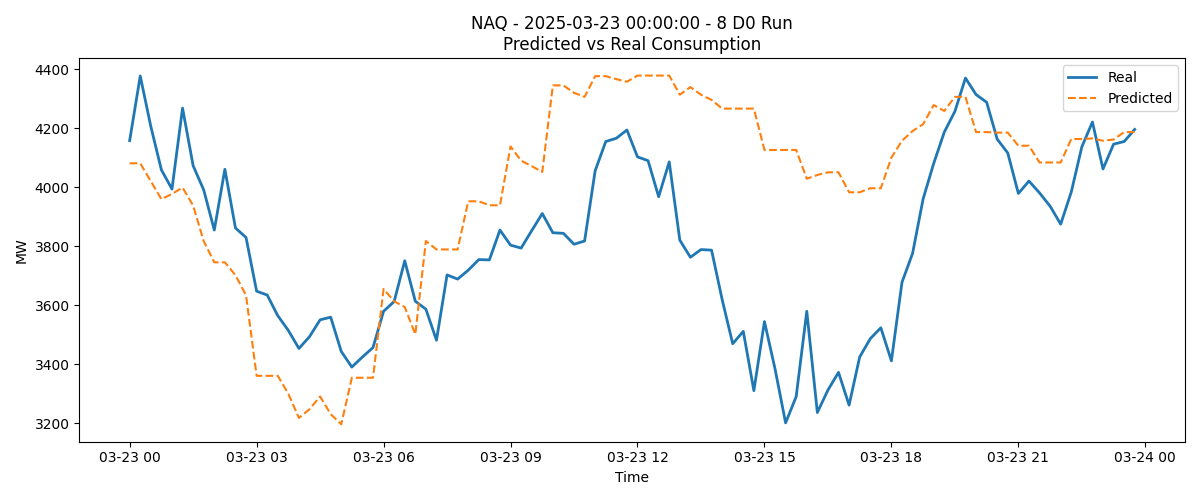 NAQ - 2025-03-23 00:00:00 - 8 D0 Run
Predicted vs Real Consumption
Real
Predicted
4400
4200
4000
3800
3600
3400
3200
MW
03-23 00
03-23 03
03-23 06
03-23 09
03-23 12
03-23 15
03-23 18
03-23 21
03-24 00
Time